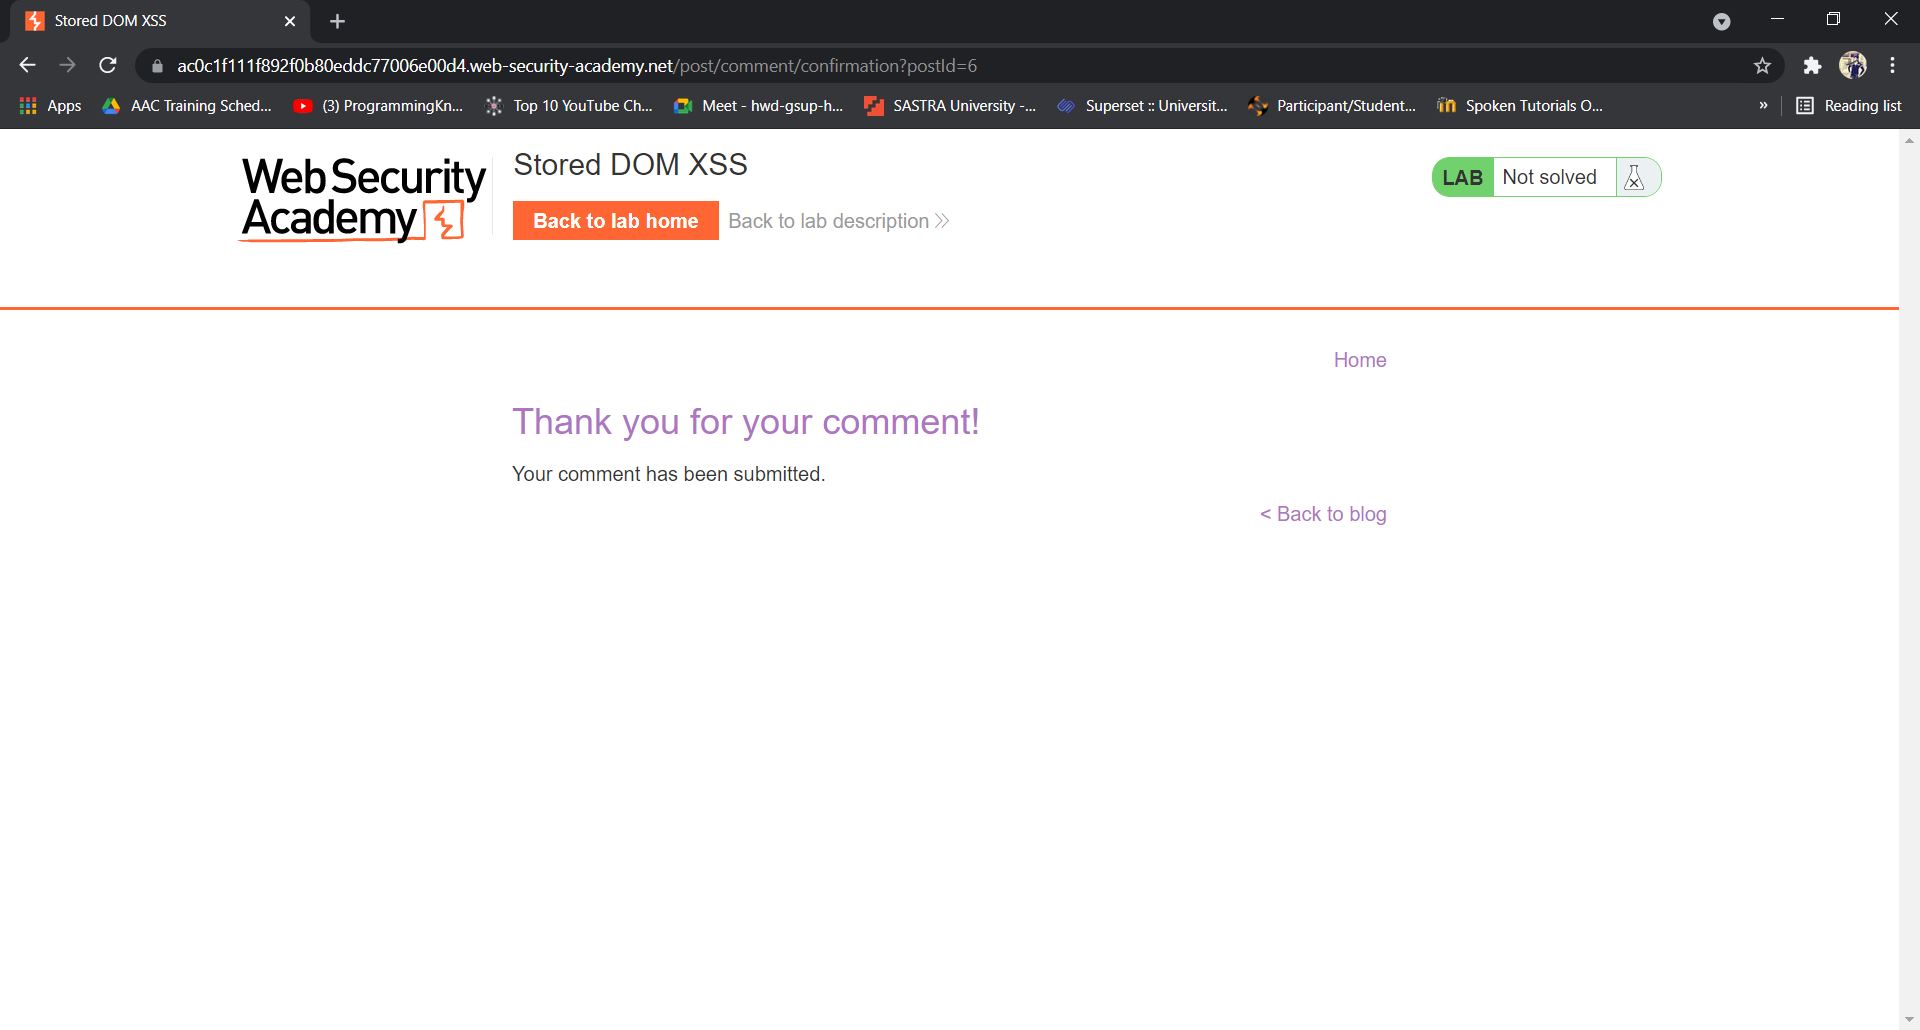 Stored DOM XSS
ac0c1f111f892f0b80eddc77006e00d4.web-security-academy.net/post/comment/confirmation?postId=6
Apps AAC Training Sched... (3) ProgrammingKn... Top 10 YouTube Ch... Meet - hwd-gsup-h... SASTRA University -... Superset :: Universit... Participant/Student... Spoken Tutorials O... » Reading list
Web Security
Academy
Stored DOM XSS
Back to lab home Back to lab description »
LAB Not solved
Home
Thank you for your comment!
Your comment has been submitted.
< Back to blog